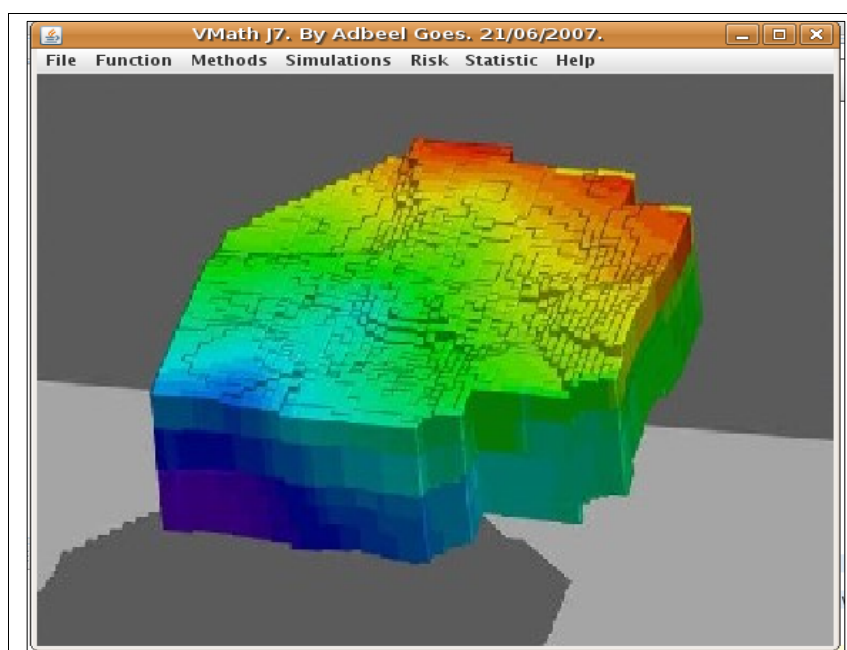 VMath J7. By Adbeel Goes. 21/06/2007.
File Function Methods Simulations Risk Statistic Help